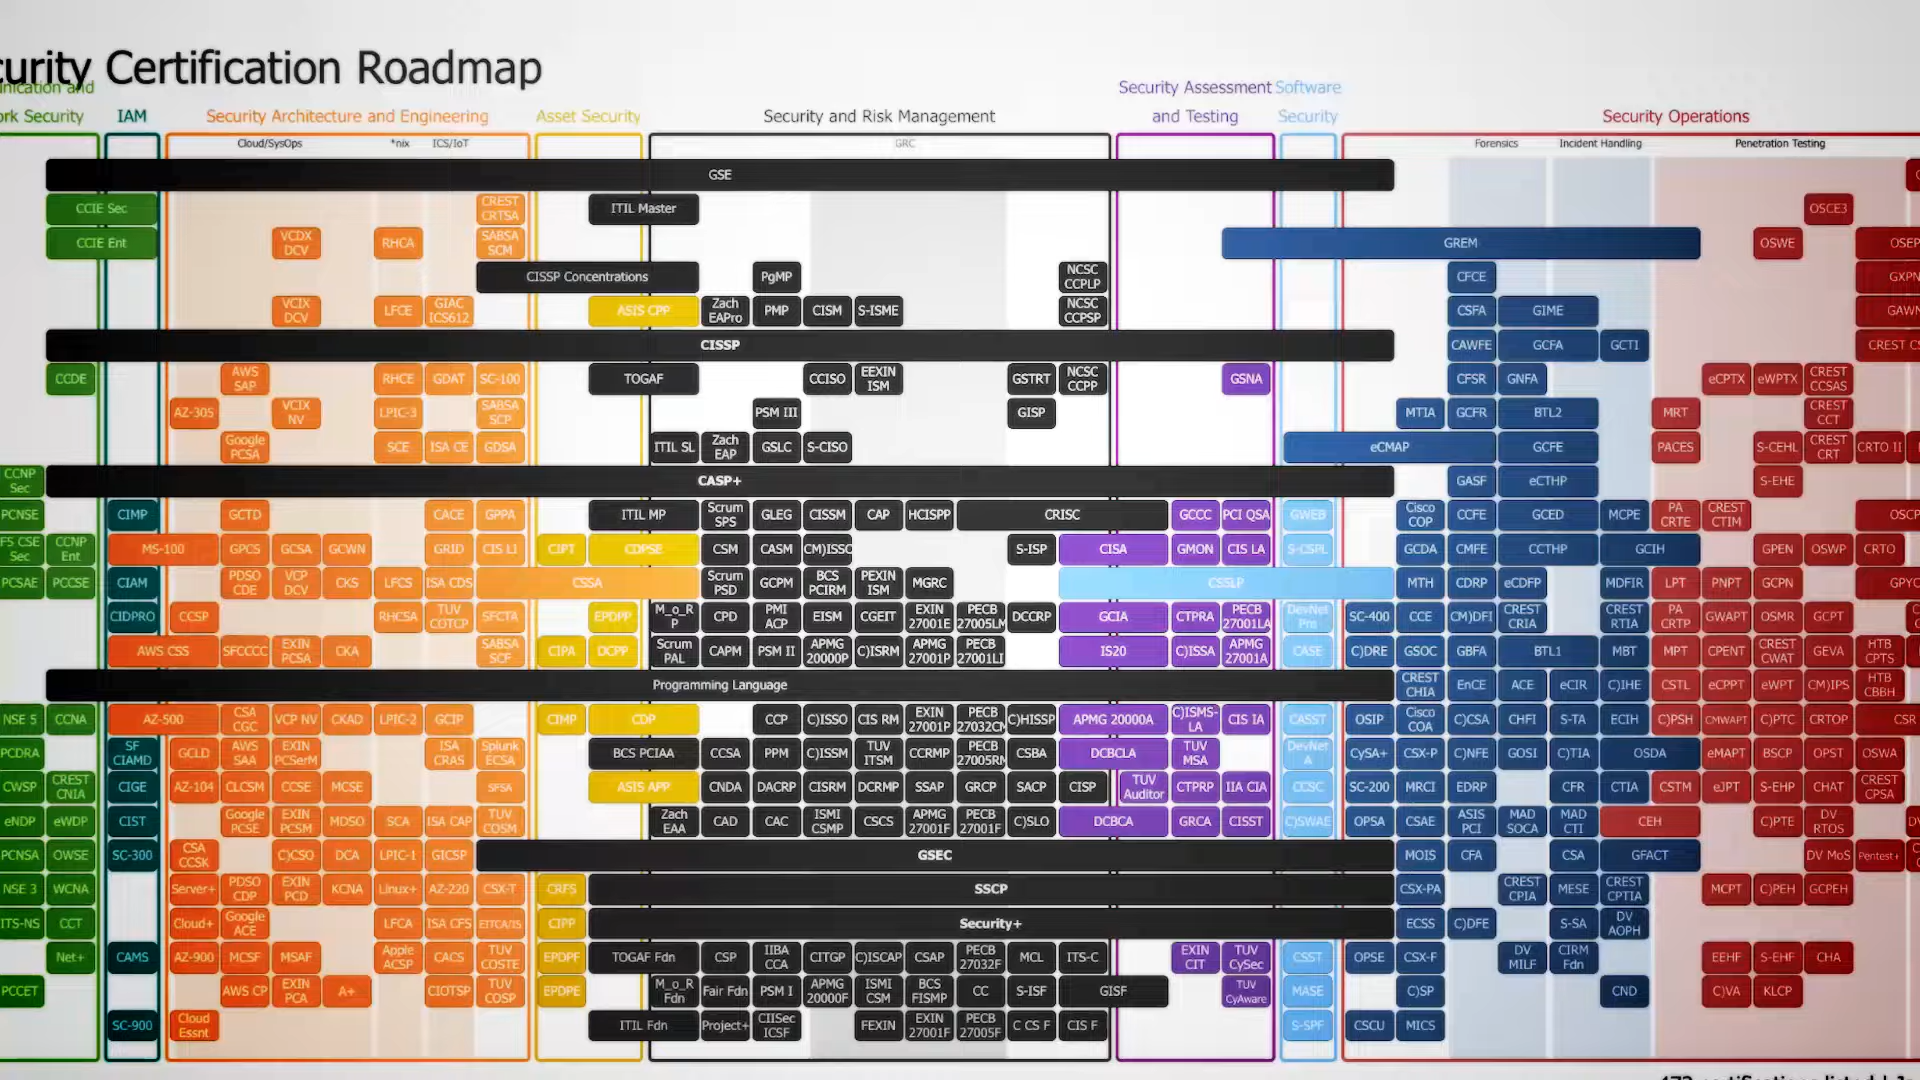 curity Certification Roadmap
nication and
ork Security
IAM
Security Architecture and Engineering
Asset Security
Security and Risk Management
Security Assessment
and Testing
Software
Security
Security Operations
Cloud/SysOps *nix ICS/IoT GRC Forensics Incident Handling Penetration Testing
GSE
CCIE Sec CREST CRTSA ITIL Master OSCE3
CCIE Ent VCDX DCV RHCA SABSA SCM GREM OSWE OSEP
CISSP Concentrations PgMP NCSC CCPLP CFCE GXPN
VCIX DCV LFCE GIAC ICS612 ASIS CPP Zach EAPro PMP CISM S-ISME NCSC CCPSP CSFA GIME GAWN
CISSP CAWFE GCFA GCTI CREST CS
CCDE AWS SAP RHCE GDAT SC-100 TOGAF CCISO EEXIN ISM GSTRT NCSC CCPP GSNA CFSR GNFA eCPTX eWPTX CREST CCSAS
AZ-305 VCIX NV LPIC-3 SABSA SCP PSM III GISP MTIA GCFR BTL2 MRT CREST CCT
Google PCSA SCE ISA CE GDSA ITIL SL Zach EAP GSLC S-CISO eCMAP GCFE PACES S-CEHL CREST CRT CRTO II
CCNP Sec CASP+ GASF eCTHP S-EHE
PCNSE CIMP GCTD CACE GPPA ITIL MP Scrum SPS GLEG CISSM CAP HCISPP CRISC GCCC PCI QSA GWEB Cisco COP CCFE GCED MCPE PA CRTE CREST CTIM OSCP
F5 CSE Sec CCNP Ent MS-100 GPCS GCSA GCWN GRID CIS LI CIPT CDPSE CSM CASM CM)ISSO S-ISP CISA GMON CIS LA S-CSPL GCDA CMFE CCTHP GCIH GPEN OSWP CRTO
PCSAE PCCSE CIAM PDSO CDE VCP DCV CKS LFCS ISA CDS CSSA Scrum PSD GCPM BCS PCIRM PEXIN ISM MGRC CSSLP MTH CDRP eCDFP MDFIR LPT PNPT GCPN GPYC
CIDPRO CCSP RHCSA TUV COTCP SFCTA EPDPP M_o_R P CPD PMI ACP EISM CGEIT EXIN 27001E PECB 27005LM DCCRP GCIA CTPRA PECB 27001LA DevNet Pro SC-400 CCE CM)DFI CREST CRIA CREST RTIA PA CRTP GWAPT OSMR GCPT
AWS CSS SFCCCC EXIN PCSA CKA SABSA SCF CIPA DCPP Scrum PAL CAPM PSM II APMG 20000P C)ISRM APMG 27001P PECB 27001LI IS20 C)ISSA APMG 27001A CASE C)DRE GSOC GBFA BTL1 MBT MPT CPENT CREST CWAT GEVA HTB CPTS
Programming Language CREST CHIA EnCE ACE eCIR C)IHE CSTL eCPPT eWPT CM)IPS HTB CBBH
NSE 5 CCNA AZ-500 CSA CGC VCP NV CKAD LPIC-2 GCIP CIMP CDP CCP C)ISSO CIS RM EXIN 27001P PECB 27032CM C)HISSP APMG 20000A C)ISMS-LA CIS IA CASST OSIP Cisco COA C)CSA CHFI S-TA ECIH C)PSH CMWAPT C)PTC CRTOP CSR
PCDRA SF CIAMD GCLD AWS SAA EXIN PCSerM ISA CRAS Splunk ECSA BCS PCIAA CCSA PPM C)ISSM TUV ITSM CCRMP PECB 27005RM CSBA DCBCLA TUV MSA DevNet A CySA+ CSX-P C)NFE GOSI C)TIA OSDA eMAPT BSCP OPST OSWA
CWSP CREST CNIA CIGE AZ-104 CLCSM CCSE MCSE SFSA ASIS APP CNDA DACRP CISRM DCRMP SSAP GRCP SACP CISP TUV Auditor CTPRP IIA CIA CCSC SC-200 MRCI EDRP CFR CTIA CSTM eJPT S-EHP CHAT CREST CPSA
eNDP eWDP CIST Google PCSE EXIN PCSM MDSO SCA ISA CAP TUV COSM Zach EAA CAD CAC ISMI CSMP CSCS APMG 27001F PECB 27001F C)SLO DCBCA GRCA CISST C)SWAE OPSA CSAE ASIS PCI MAD SOCA MAD CTI CEH C)PTE DV RTOS
PCNSA OWSE SC-300 CSA CCSK C)CSO DCA LPIC-1 GICSP GSEC MOIS CFA CSA GFACT DV MoS Pentest+
NSE 3 WCNA Server+ PDSO CDP EXIN PCD KCNA Linux+ AZ-220 CSX-T CRFS SSCP CSX-PA CREST CPIA MESE CREST CPTIA MCPT C)PEH GCPEH
ITS-NS CCT Cloud+ Google ACE LFCA ISA CFS EITCA/IS CIPP Security+ ECSS C)DFE S-SA DV AOPH
Net+ CAMS AZ-900 MCSF MSAF Apple ACSP CACS TUV COSTE EPDPF TOGAF Fdn CSP IIBA CCA CITGP C)ISCAP CSAP PECB 27032F MCL ITS-C EXIN CIT TUV CySec CSST OPSE CSX-F DV MILF CIRM Fdn EEHF S-EHF CHA
PCCET AWS CP EXIN PCA A+ CIOTSP TUV COSP EPDPE M_o_R Fdn Fair Fdn PSM I APMG 20000F ISMI CSM BCS FISMP CC S-ISF GISF TUV CyAware MASE C)SP CND C)VA KLCP
SC-900 Cloud Essnt ITIL Fdn Project+ CIISec ICSF FEXIN EXIN 27001F PECB 27005F C CS F CIS F S-SPF CSCU MICS